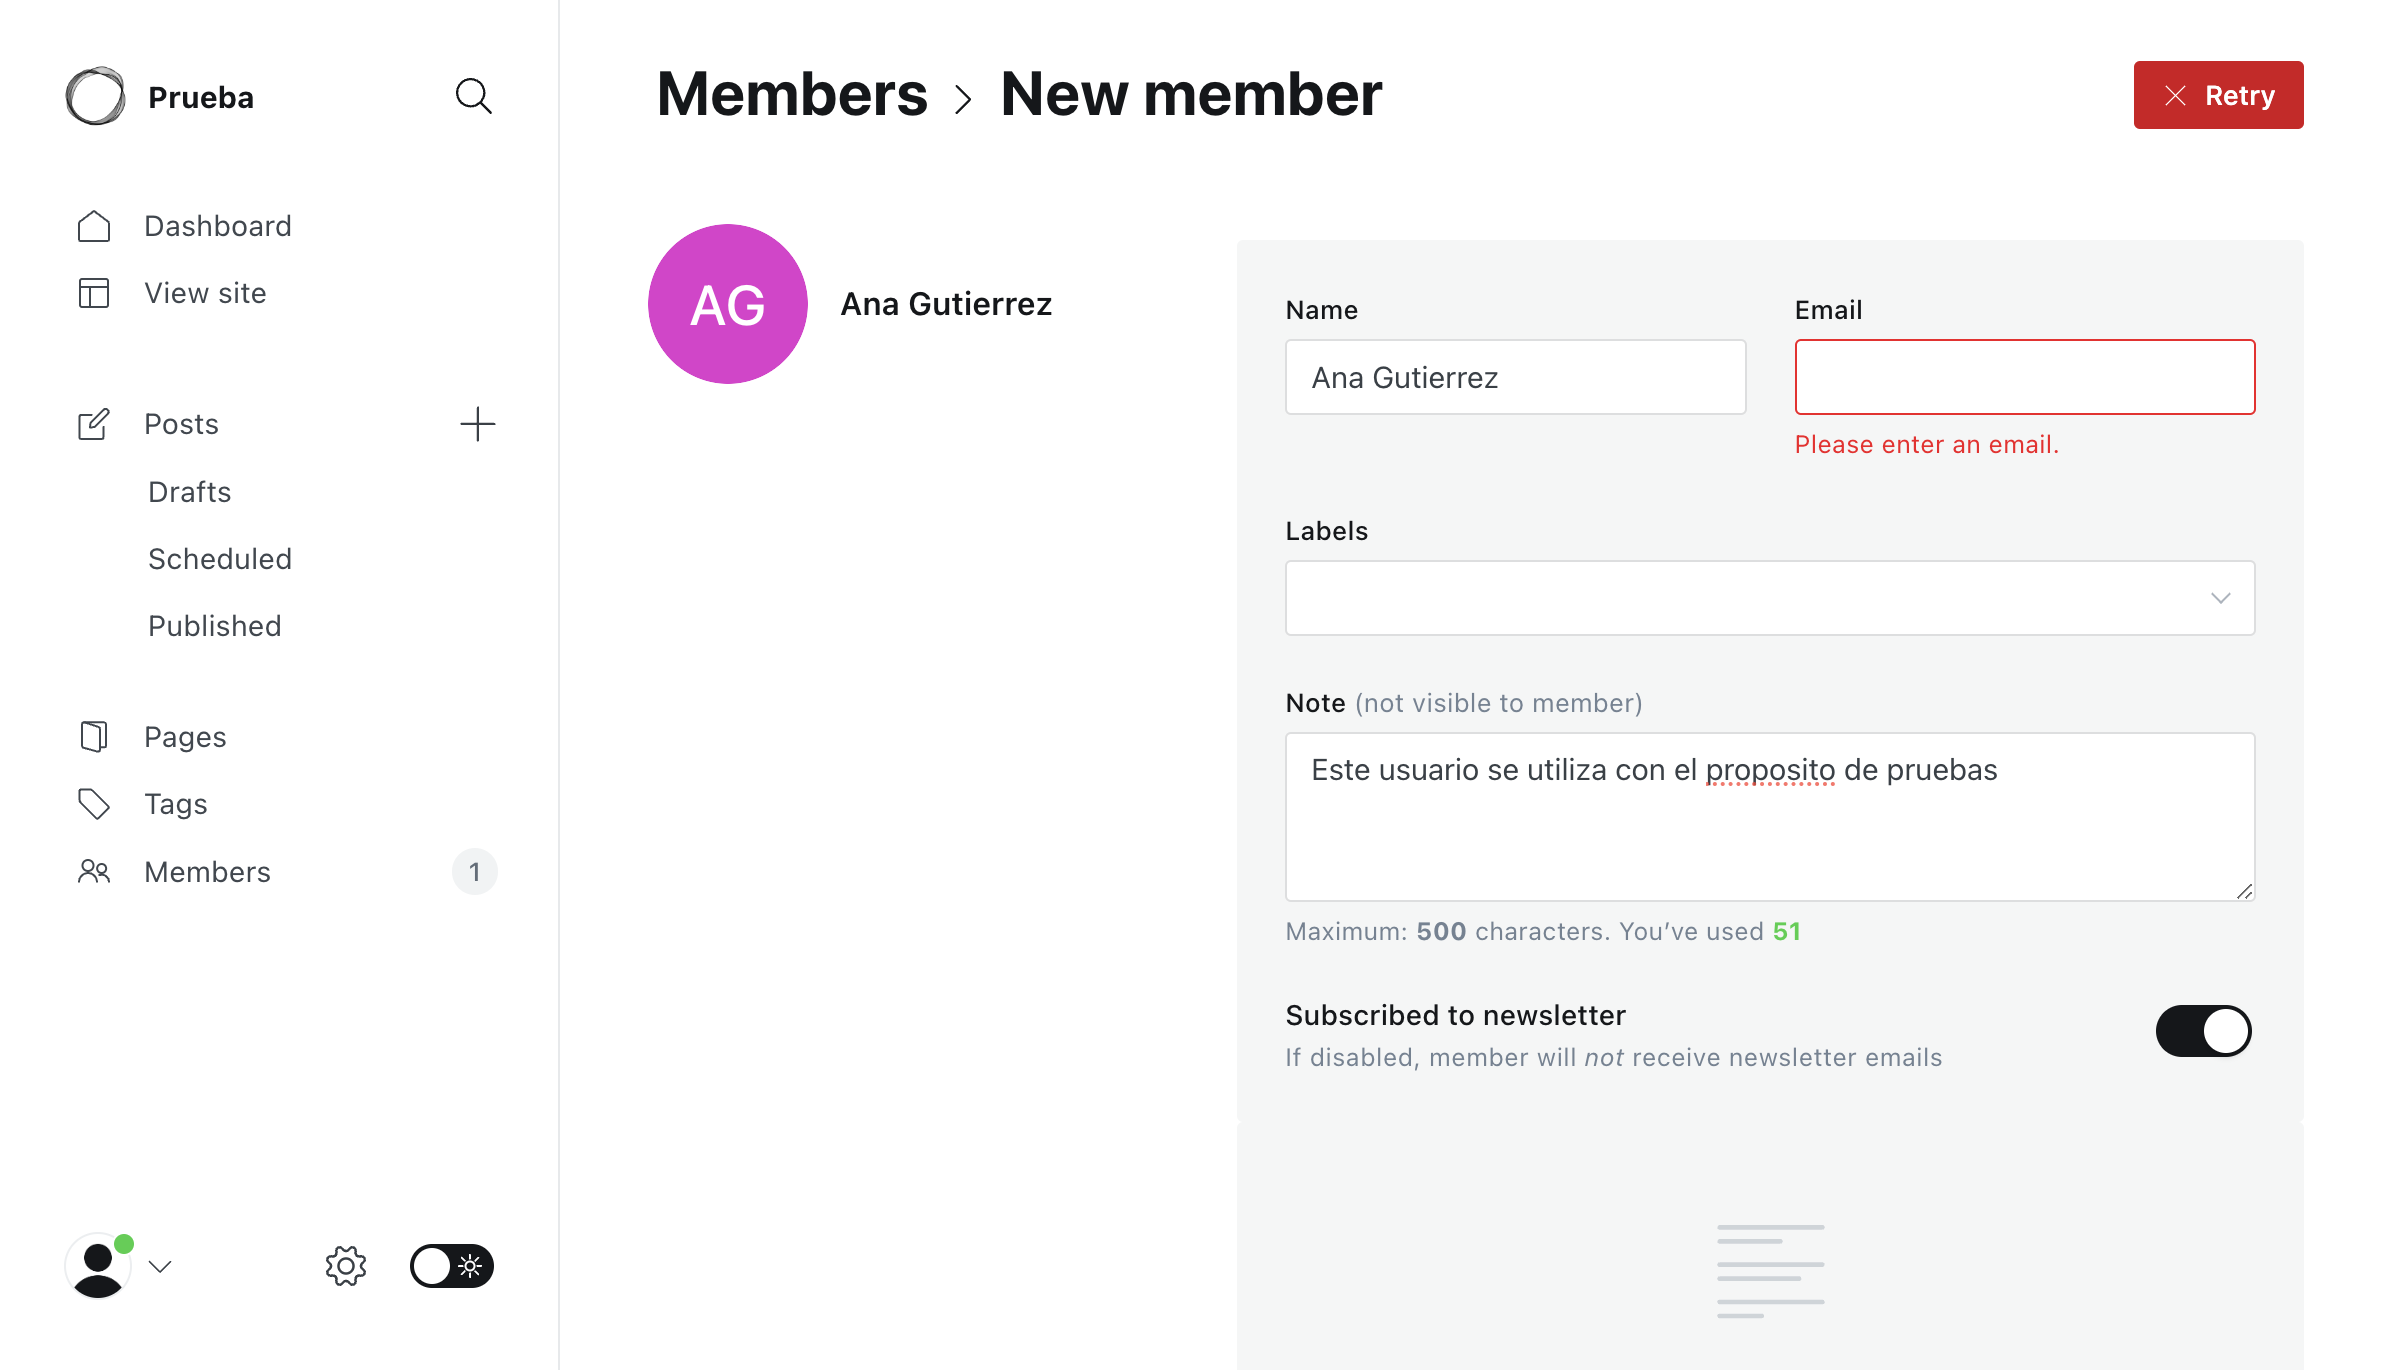 Prueba
Dashboard
View site
Posts
Drafts
Scheduled
Published
Pages
Tags
Members
1
Members > New member
Retry
AG
Ana Gutierrez
Name
Email
Ana Gutierrez
Please enter an email.
Labels
Note (not visible to member)
Este usuario se utiliza con el proposito de pruebas
Maximum: 500 characters. You’ve used 51
Subscribed to newsletter
If disabled, member will not receive newsletter emails